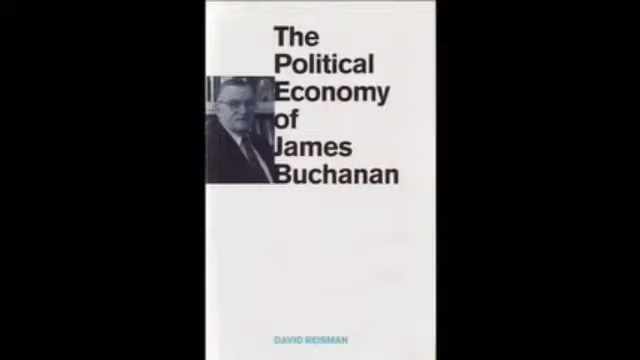 The
Political
Economy
of
James
Buchanan
DAVID REISMAN